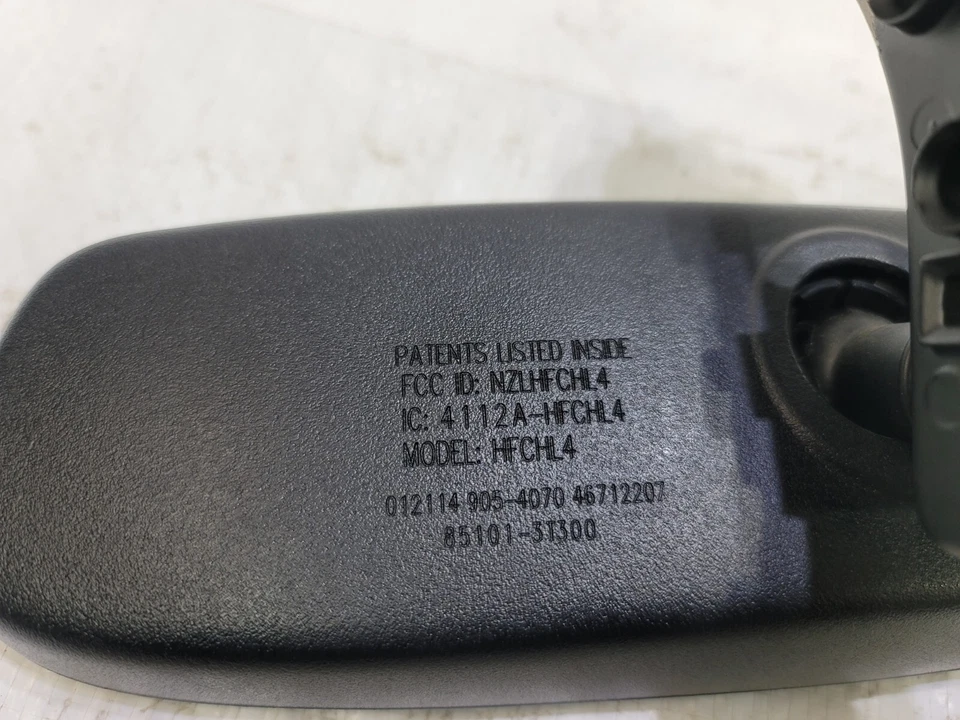 PATENTS LISTED INSIDE
FCC ID: NZLHFCHL4
IC: 4112A-HFCHL4
MODEL: HFCHL4
012114 905-4070 46712207
85101-3T300